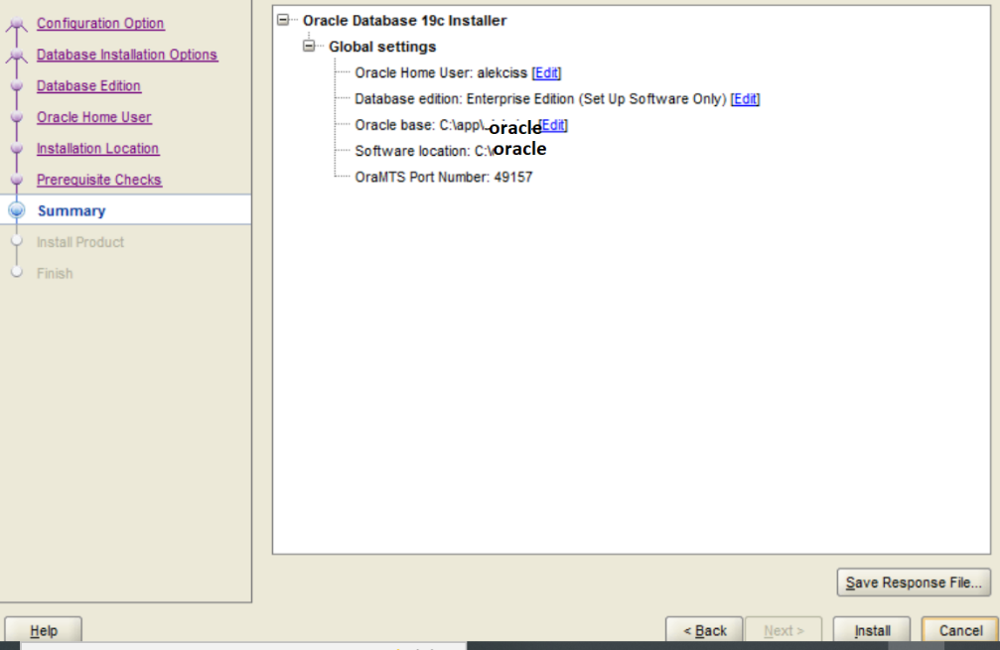 Configuration Option
Database Installation Options
Database Edition
Oracle Home User
Installation Location
Prerequisite Checks
Summary
Install Product
Finish
Oracle Database 19c Installer
Global settings
Oracle Home User: alekciss [Edit]
Database edition: Enterprise Edition (Set Up Software Only) [Edit]
Oracle base: C:\app\ oracle [Edit]
Software location: C:\oracle
OraMTS Port Number: 49157
Save Response File...
Help
< Back
Next >
Install
Cancel